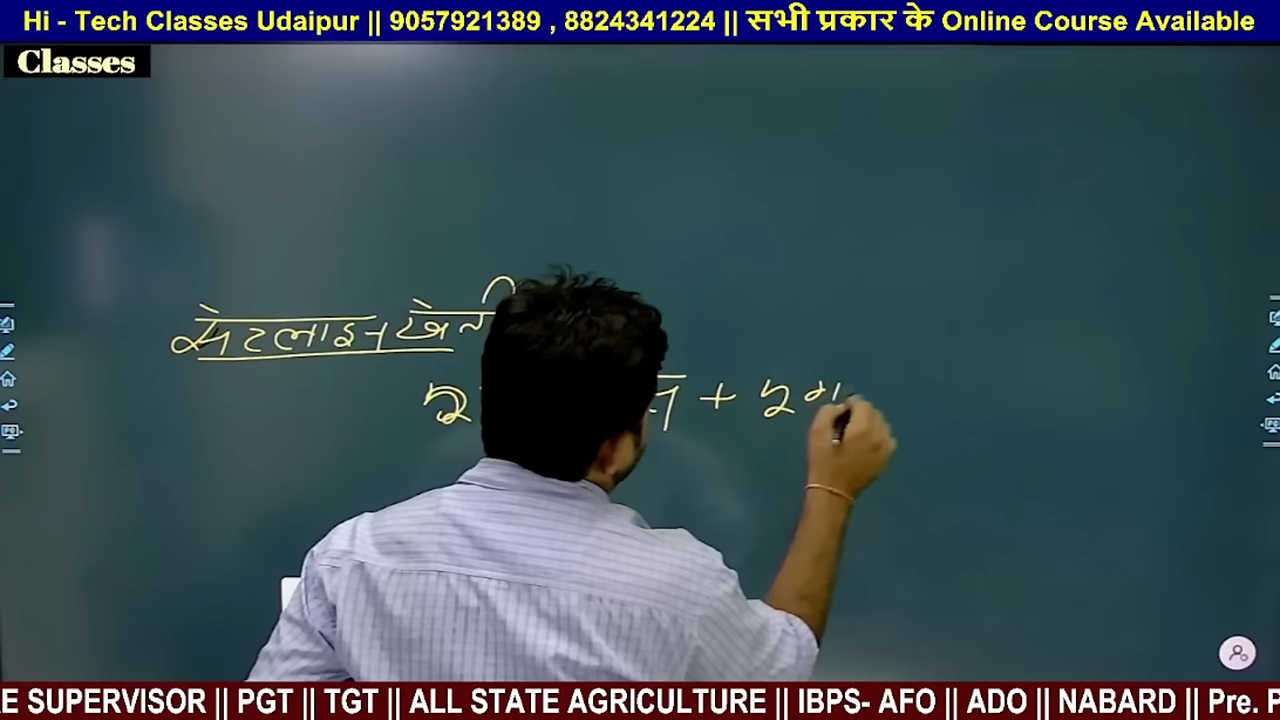 Hi - Tech Classes Udaipur || 9057921389 , 8824341224 || सभी प्रकार के Online Course Available
Classes
सेटलाइट खेती
+
E SUPERVISOR || PGT || TGT || ALL STATE AGRICULTURE || IBPS- AFO || ADO || NABARD || Pre. P